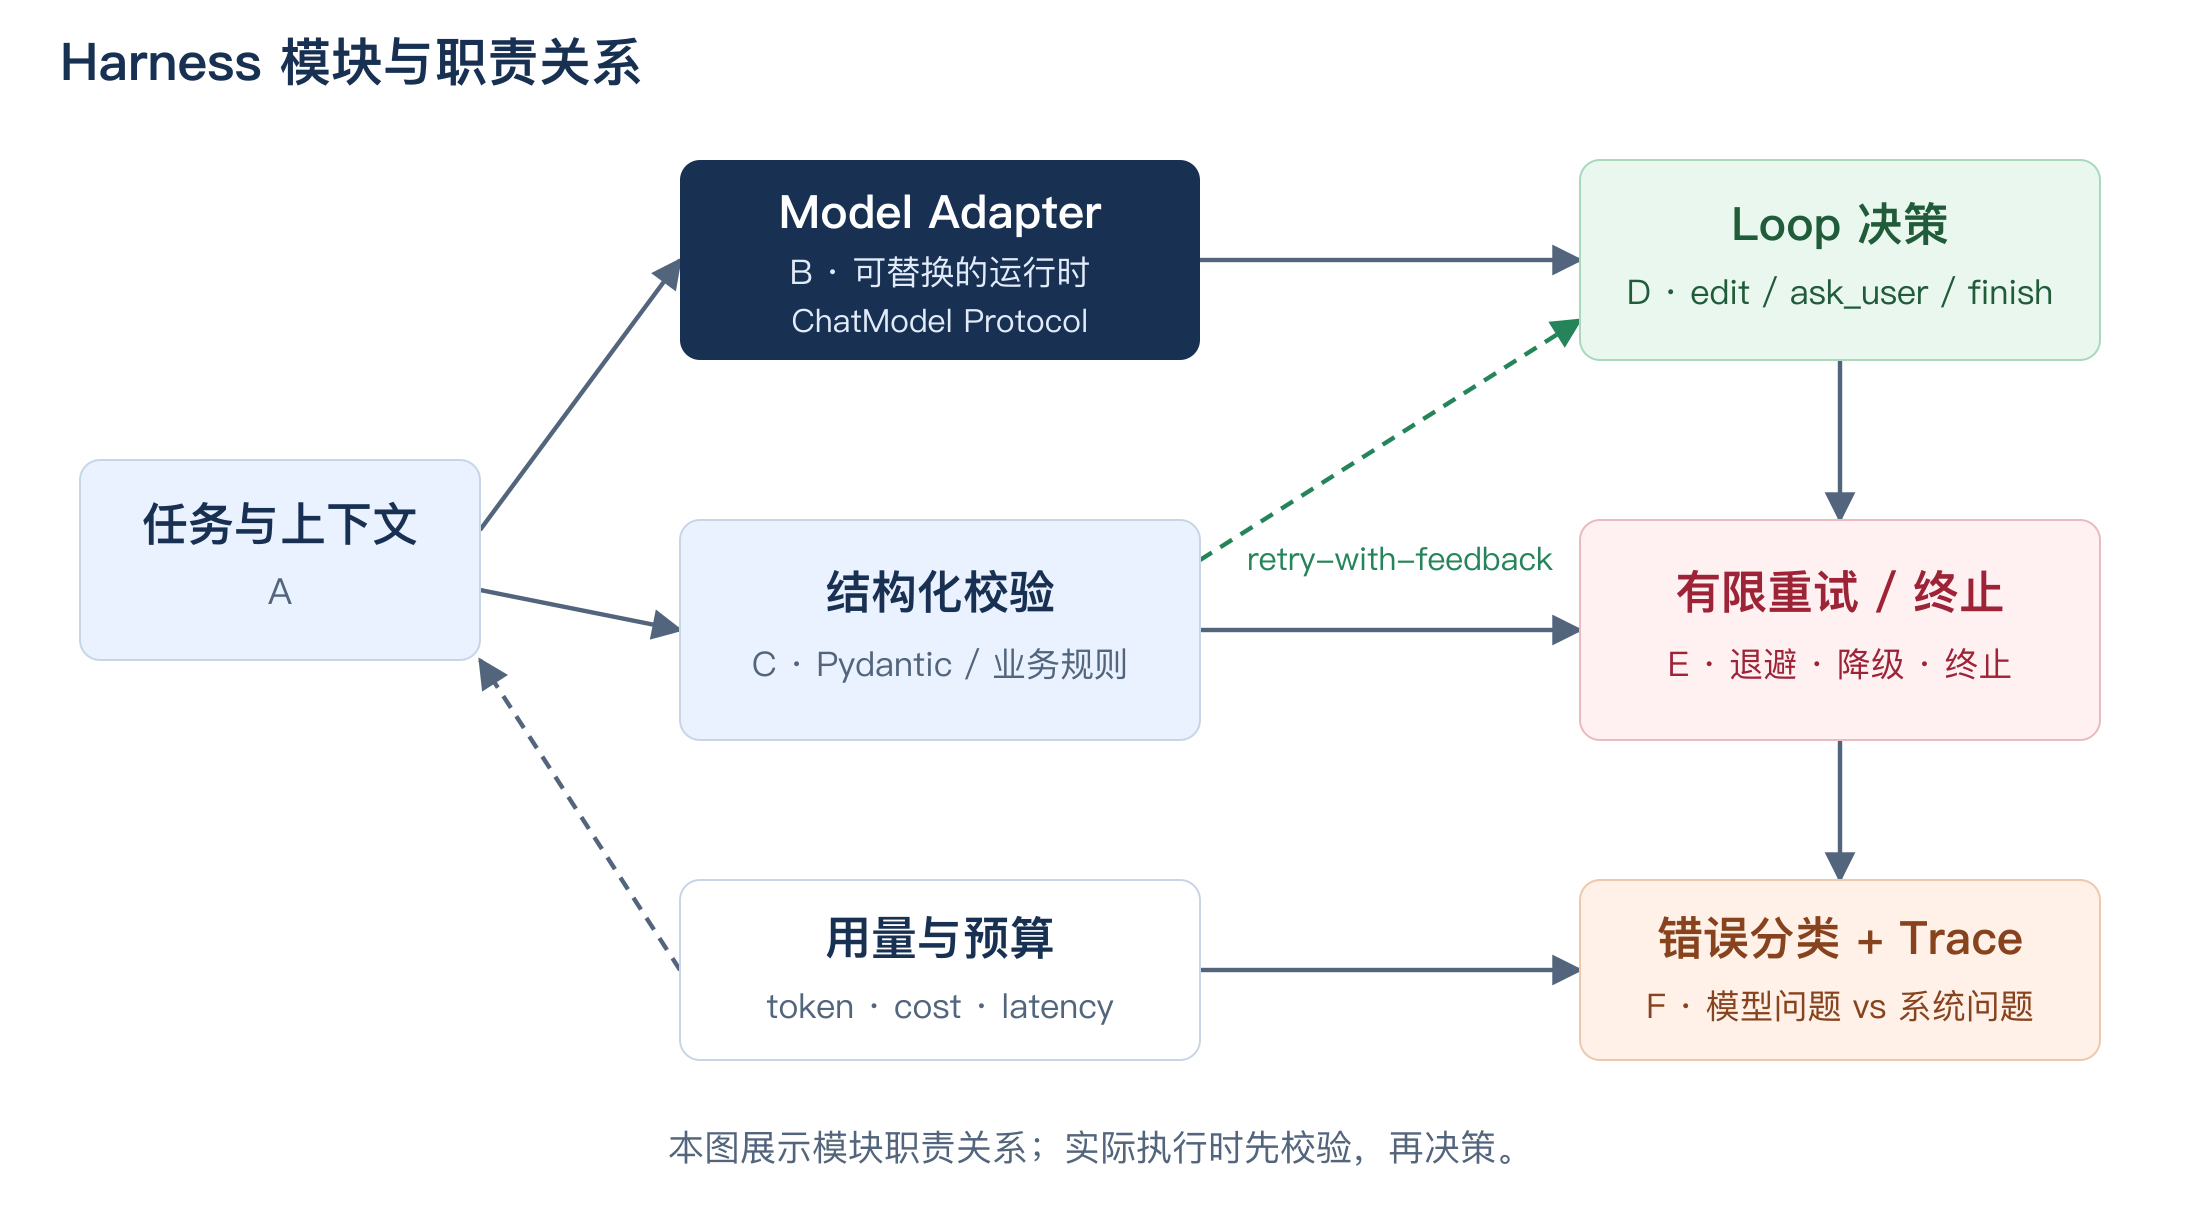 Harness 模块与职责关系
Model Adapter
B · 可替换的运行时
ChatModel Protocol
Loop 决策
D · edit / ask_user / finish
任务与上下文
A
结构化校验
C · Pydantic / 业务规则
retry-with-feedback
有限重试 / 终止
E · 退避 · 降级 · 终止
用量与预算
token · cost · latency
错误分类 + Trace
F · 模型问题 vs 系统问题
本图展示模块职责关系；实际执行时先校验，再决策。